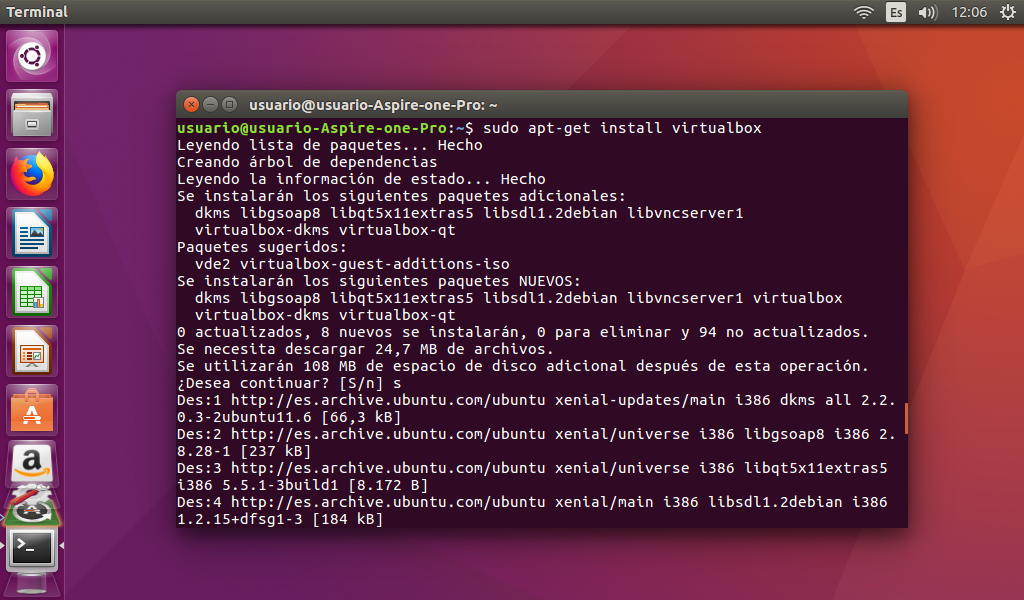 Terminal
Es
12:06
usuario@usuario-Aspire-one-Pro: ~
usuario@usuario-Aspire-one-Pro:~$ sudo apt-get install virtualbox
Leyendo lista de paquetes... Hecho
Creando árbol de dependencias
Leyendo la información de estado... Hecho
Se instalarán los siguientes paquetes adicionales:
dkms libgsoap8 libqt5x11extras5 libsdl1.2debian libvncserver1
virtualbox-dkms virtualbox-qt
Paquetes sugeridos:
vde2 virtualbox-guest-additions-iso
Se instalarán los siguientes paquetes NUEVOS:
dkms libgsoap8 libqt5x11extras5 libsdl1.2debian libvncserver1 virtualbox
virtualbox-dkms virtualbox-qt
0 actualizados, 8 nuevos se instalarán, 0 para eliminar y 94 no actualizados.
Se necesita descargar 24,7 MB de archivos.
Se utilizarán 108 MB de espacio de disco adicional después de esta operación.
¿Desea continuar? [S/n] s
Des:1 http://es.archive.ubuntu.com/ubuntu xenial-updates/main i386 dkms all 2.2.
0.3-2ubuntu11.6 [66,3 kB]
Des:2 http://es.archive.ubuntu.com/ubuntu xenial/universe i386 libgsoap8 i386 2.
8.28-1 [237 kB]
Des:3 http://es.archive.ubuntu.com/ubuntu xenial/universe i386 libqt5x11extras5
i386 5.5.1-3build1 [8.172 B]
Des:4 http://es.archive.ubuntu.com/ubuntu xenial/main i386 libsdl1.2debian i386
1.2.15+dfsg1-3 [184 kB]